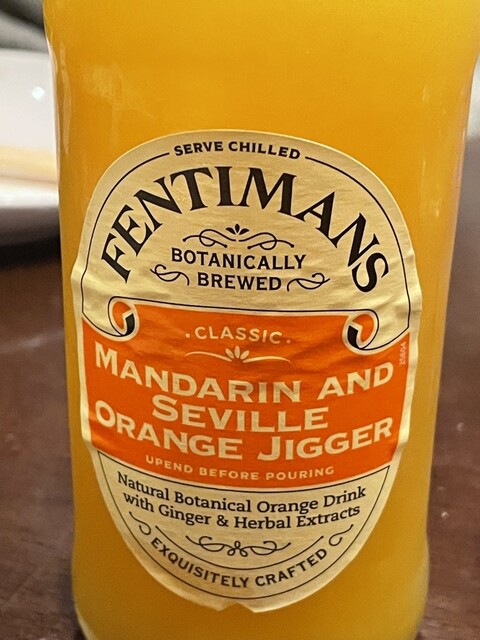 SERVE CHILLED
FENTIMANS
BOTANICALLY
BREWED
·CLASSIC·
MANDARIN AND
SEVILLE
ORANGE JIGGER
UPEND BEFORE POURING
Natural Botanical Orange Drink
with Ginger & Herbal Extracts
EXQUISITELY CRAFTED